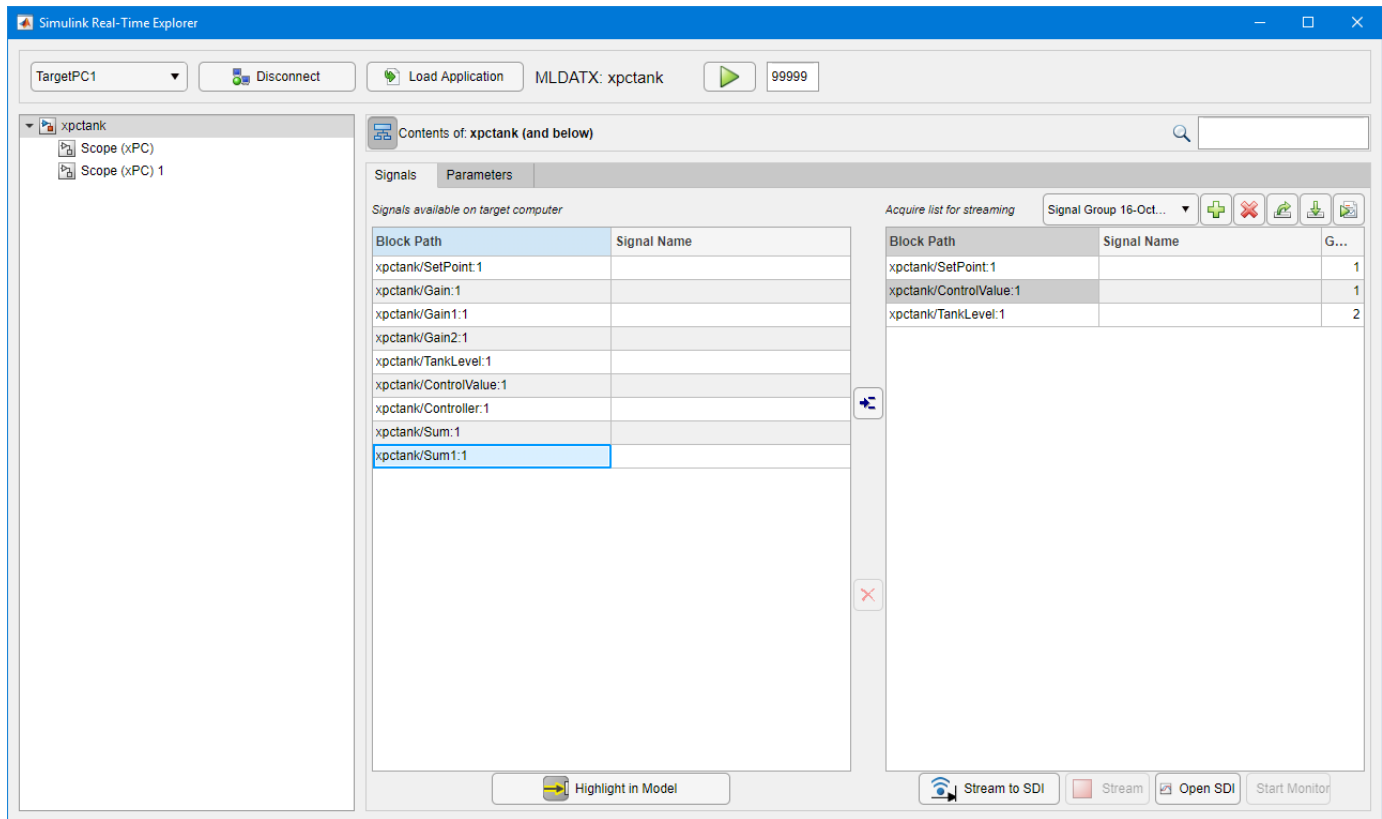 Simulink Real-Time Explorer
TargetPC1 Disconnect Load Application MLDATX: xpctank 99999
xpctank
Scope (xPC)
Scope (xPC) 1
Contents of: xpctank (and below)
Signals Parameters
Signals available on target computer
Block Path Signal Name
xpctank/SetPoint:1
xpctank/Gain:1
xpctank/Gain1:1
xpctank/Gain2:1
xpctank/TankLevel:1
xpctank/ControlValue:1
xpctank/Controller:1
xpctank/Sum:1
xpctank/Sum1:1
Highlight in Model
Acquire list for streaming Signal Group 16-Oct...
Block Path Signal Name G...
xpctank/SetPoint:1 1
xpctank/ControlValue:1 1
xpctank/TankLevel:1 2
Stream to SDI Stream Open SDI Start Monitor